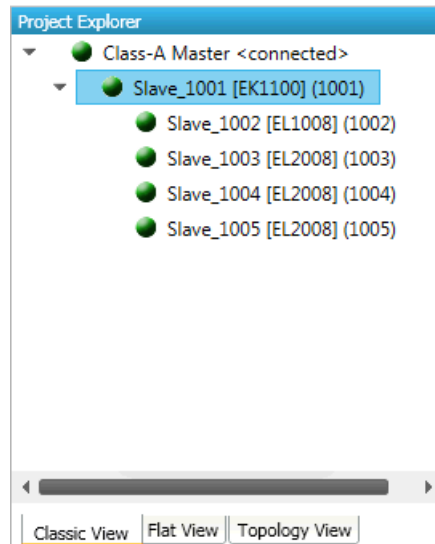 Project Explorer
Class-A Master <connected>
Slave_1001 [EK1100] (1001)
Slave_1002 [EL1008] (1002)
Slave_1003 [EL2008] (1003)
Slave_1004 [EL2008] (1004)
Slave_1005 [EL2008] (1005)
Classic View Flat View Topology View